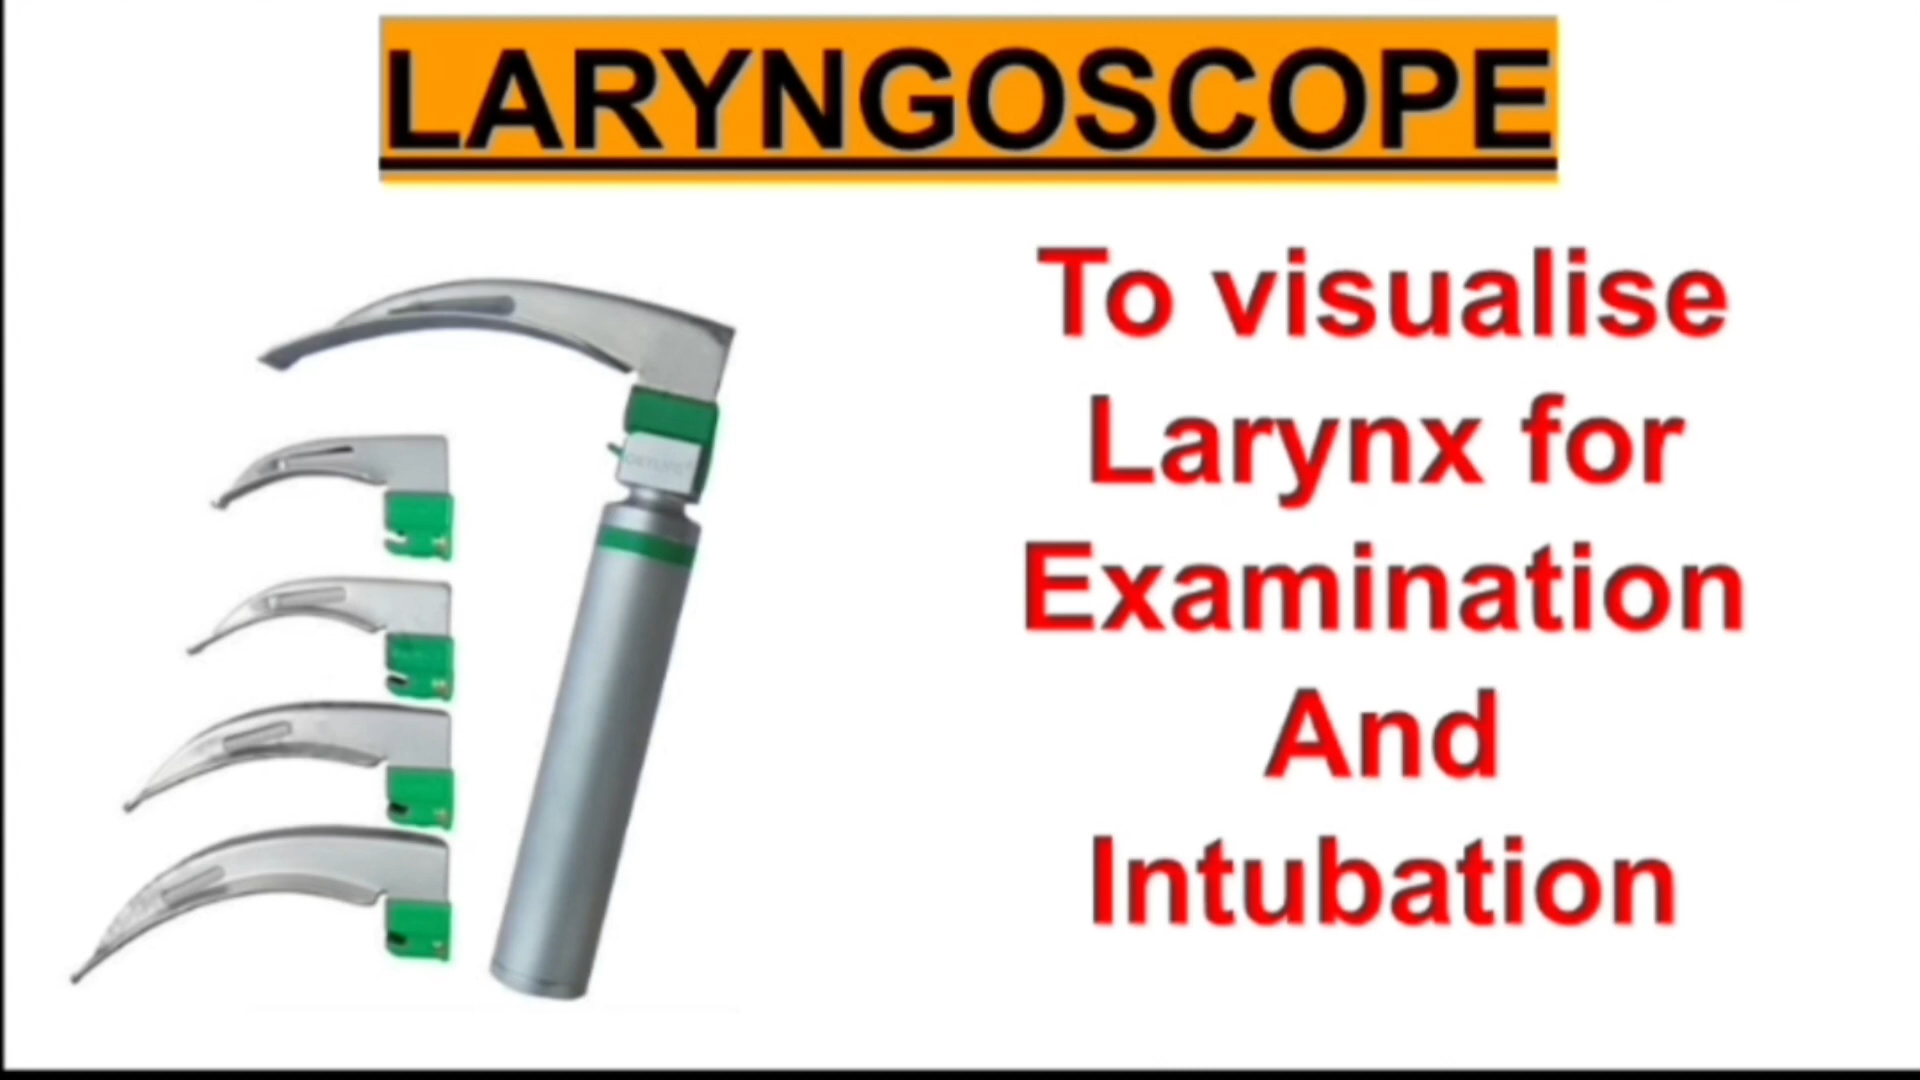 LARYNGOSCOPE
To visualise
Larynx for
Examination
And
Intubation